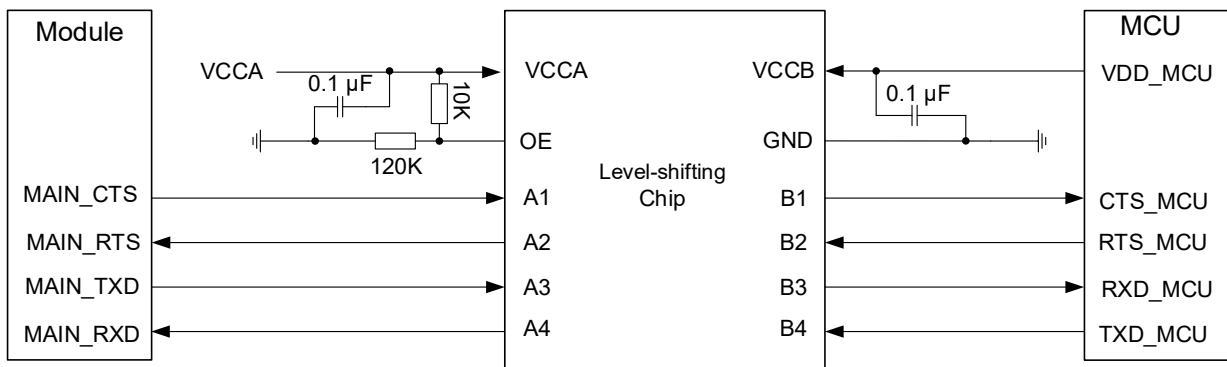 Module
MCU
VCCA
VCCA
VCCB
VDD_MCU
0.1 µF
10K
0.1 µF
OE
GND
120K
Level-shifting
Chip
MAIN_CTS
A1
B1
CTS_MCU
MAIN_RTS
A2
B2
RTS_MCU
MAIN_TXD
A3
B3
RXD_MCU
MAIN_RXD
A4
B4
TXD_MCU